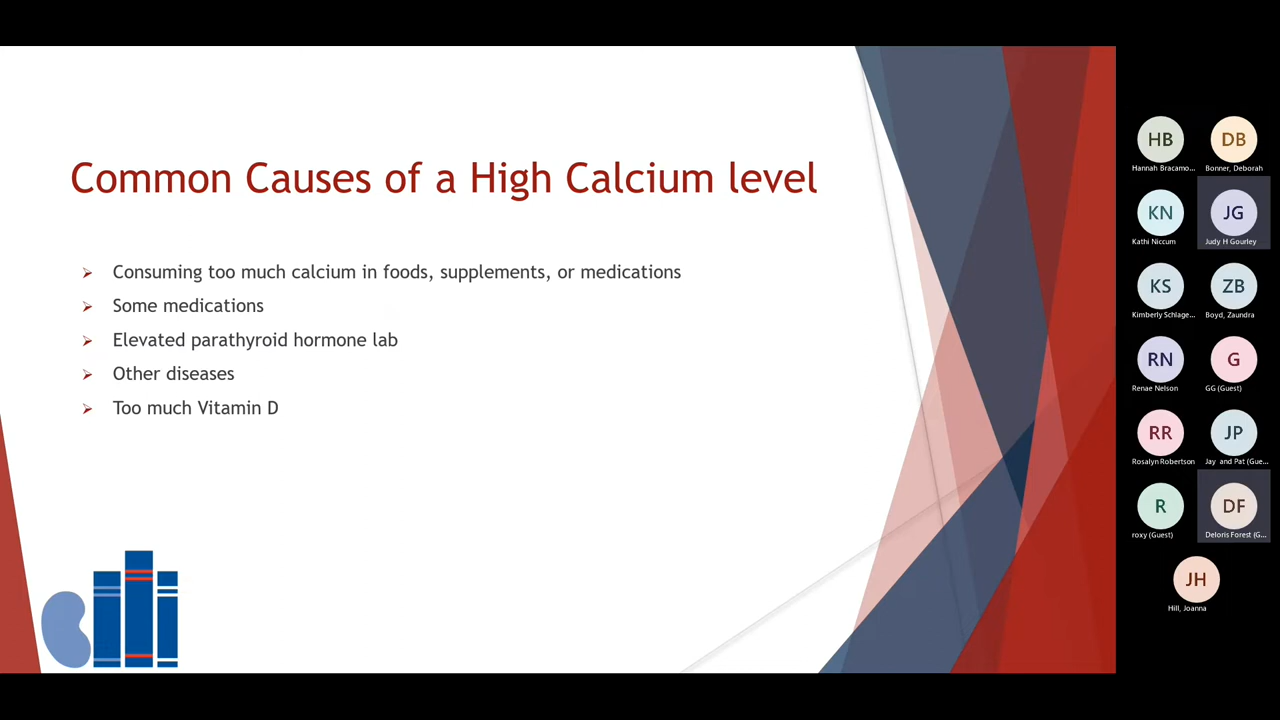 Common Causes of a High Calcium level
Consuming too much calcium in foods, supplements, or medications
Some medications
Elevated parathyroid hormone lab
Other diseases
Too much Vitamin D
HB
DB
Hannah Bracamo...
Bonner, Deborah
KN
JG
Kathi Niccum
Judy H Gourley
KS
ZB
Kimberly Schlage...
Boyd, Zaundra
RN
G
Renae Nelson
GG (Guest)
RR
JP
Rosalyn Robertson
Jay and Pat (Gue...
R
DF
roxy (Guest)
Deloris Forest (G...
JH
Hill, Joanna